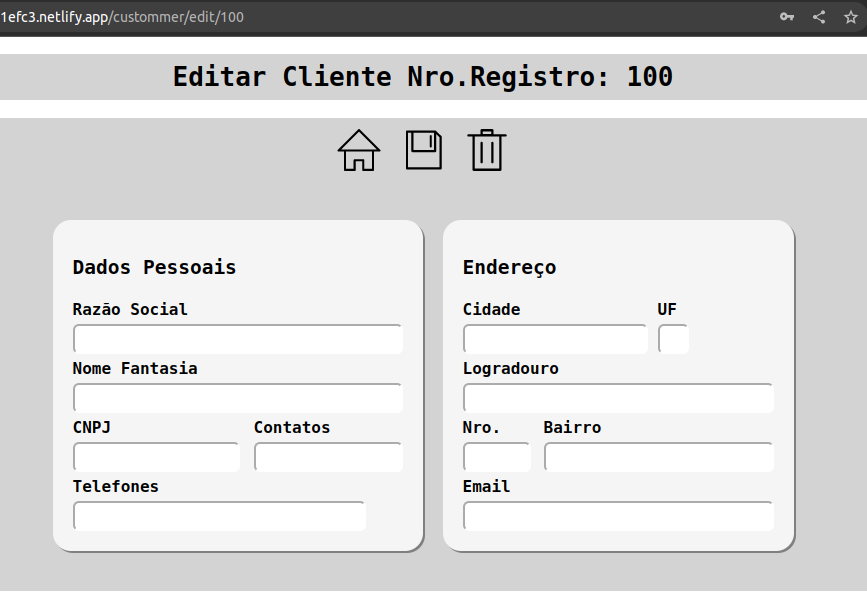 1efc3.netlify.app/custommer/edit/100
Editar Cliente Nro.Registro: 100
Dados Pessoais
Razão Social
Nome Fantasia
CNPJ Contatos
Telefones
Endereço
Cidade UF
Logradouro
Nro. Bairro
Email